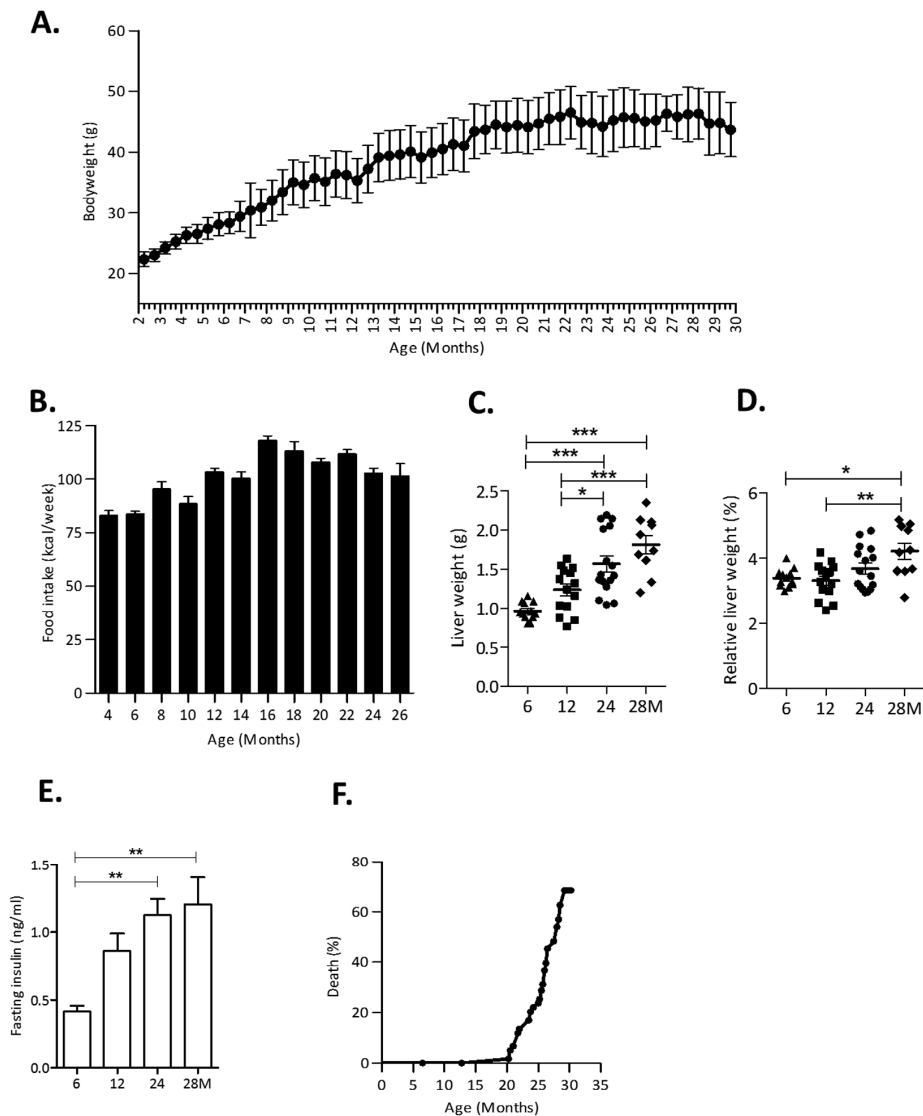 A.
60
50
40
30
20
Bodyweight (g)
2 3 4 5 6 7 8 9 10 11 12 13 14 15 16 17 18 19 20 21 22 23 24 25 26 27 28 29 30
Age (Months)
B.
125
100
75
50
25
0
Food intake (kcal/week)
4 6 8 10 12 14 16 18 20 22 24 26
Age (Months)
C.
***
***
***
*
2.5
2.0
1.5
1.0
0.5
0.0
Liver weight (g)
6 12 24 28M
D.
*
**
6
4
2
0
Relative liver weight (%)
6 12 24 28M
E.
**
**
1.5
1.0
0.5
0.0
Fasting insulin (ng/ml)
6 12 24 28M
F.
80
60
40
20
0
Death (%)
0 5 10 15 20 25 30 35
Age (Months)